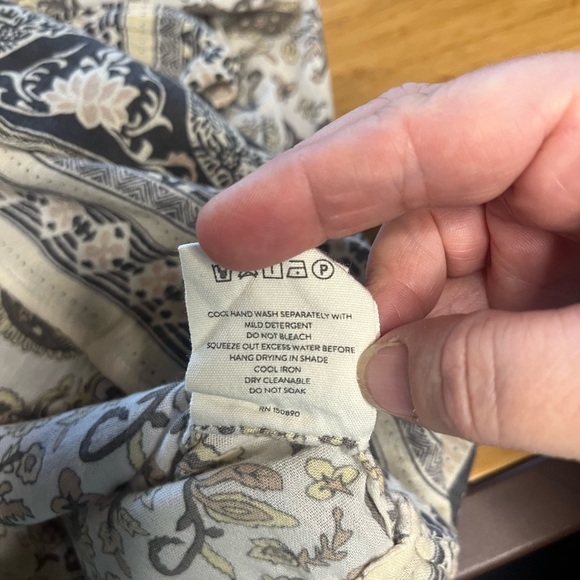 P
COOL HAND WASH SEPARATELY WITH
MILD DETERGENT
DO NOT BLEACH
SQUEEZE OUT EXCESS WATER BEFORE
HANG DRYING IN SHADE
COOL IRON
DRY CLEANABLE
DO NOT SOAK
RN 150890